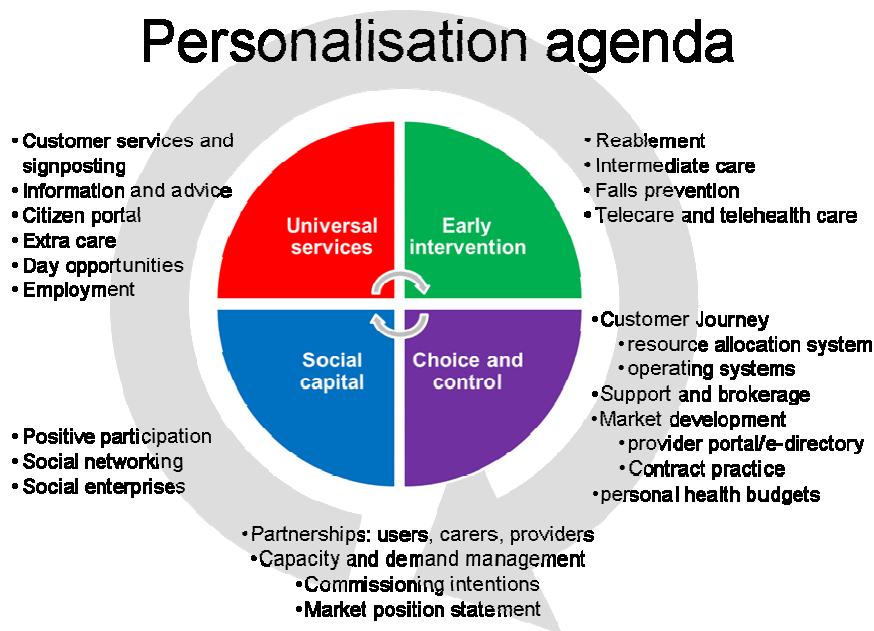 Personalisation agenda
• Customer services and
signposting
• Information and advice
• Citizen portal
• Extra care
• Day opportunities
• Employment
Universal
services
Early
intervention
• Reablement
• Intermediate care
• Falls prevention
• Telecare and telehealth care
Social
capital
Choice and
control
• Customer Journey
• resource allocation system
• operating systems
• Support and brokerage
• Market development
• provider portal/e-directory
• Contract practice
• personal health budgets
• Positive participation
• Social networking
• Social enterprises
• Partnerships: users, carers, providers
• Capacity and demand management
• Commissioning intentions
• Market position statement